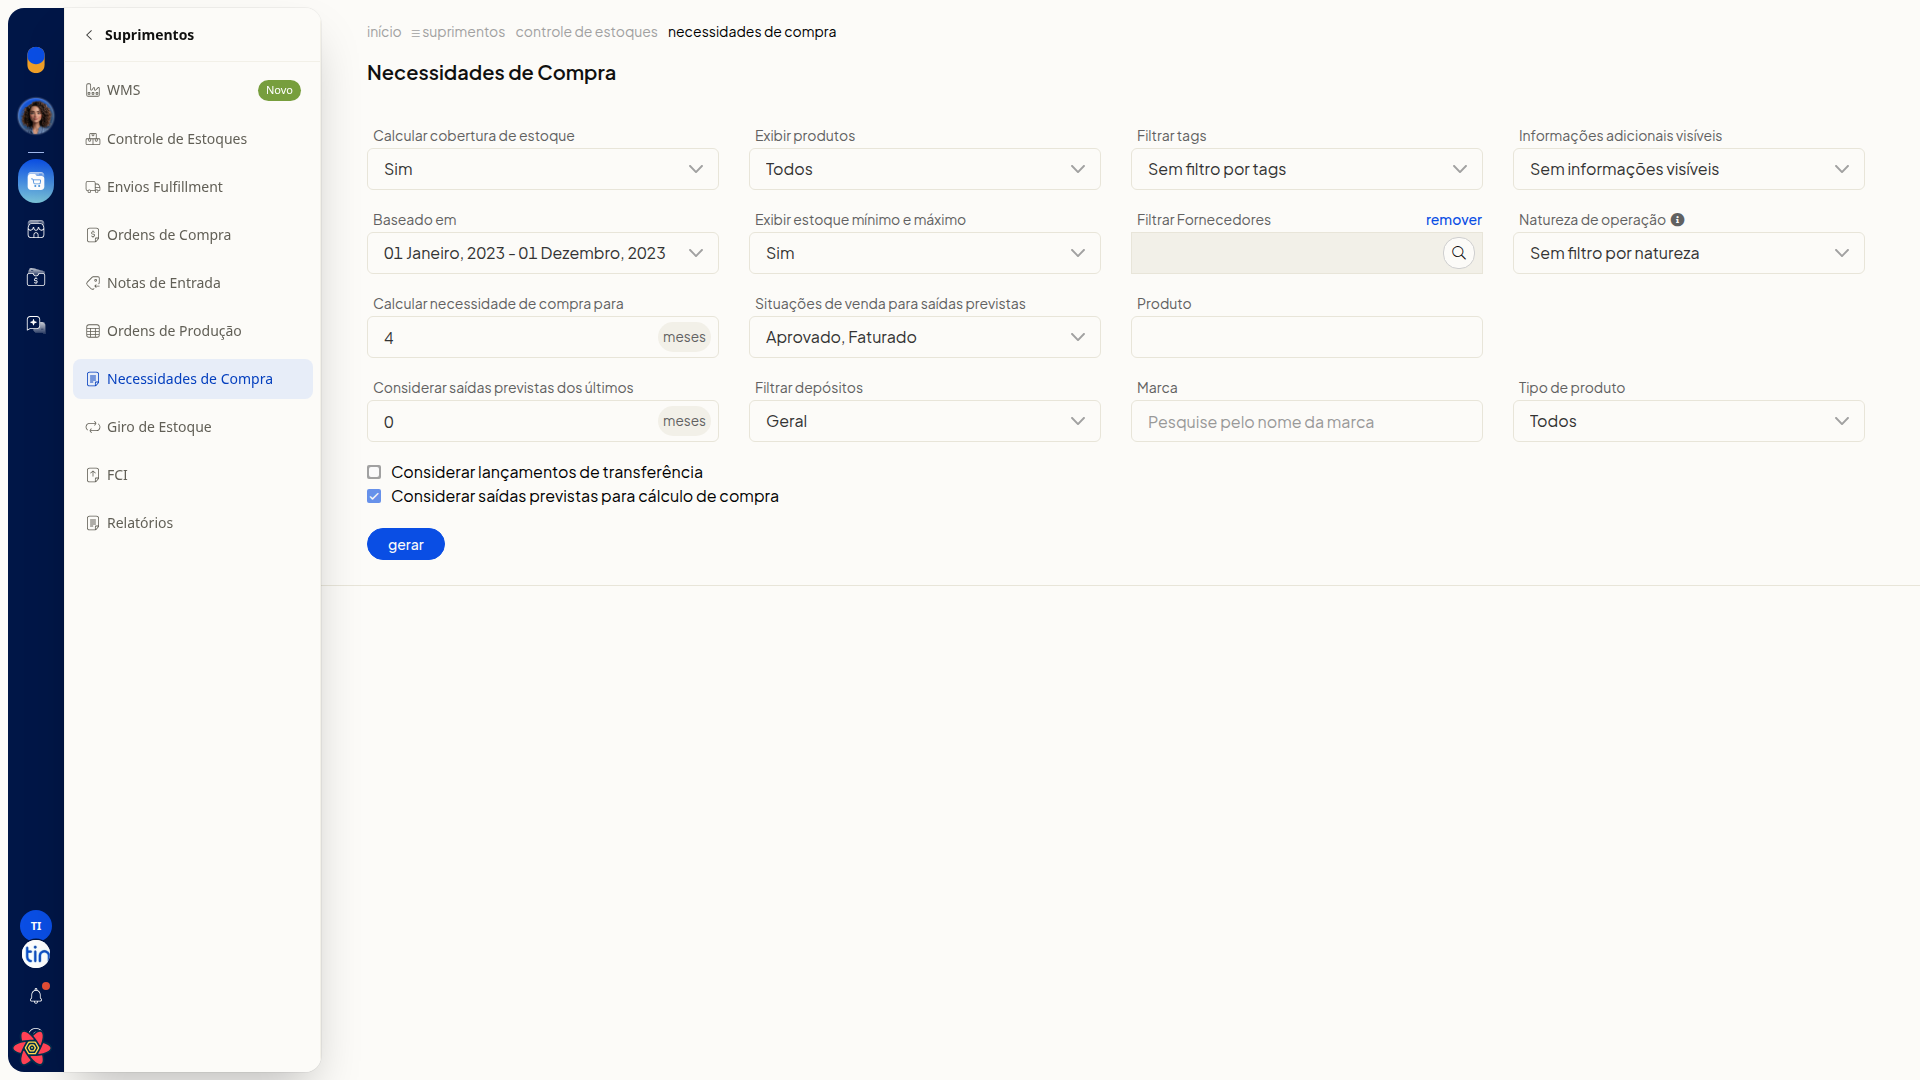 Suprimentos
WMS
Novo
Controle de Estoques
Envios Fulfillment
Ordens de Compra
Notas de Entrada
Ordens de Produção
Necessidades de Compra
Giro de Estoque
FCI
Relatórios
TI
tin
início suprimentos controle de estoques necessidades de compra
Necessidades de Compra
Calcular cobertura de estoque
Sim
Exibir produtos
Todos
Filtrar tags
Sem filtro por tags
Informações adicionais visíveis
Sem informações visíveis
Baseado em
01 Janeiro, 2023 - 01 Dezembro, 2023
Exibir estoque mínimo e máximo
Sim
Filtrar Fornecedores
remover
Natureza de operação
Sem filtro por natureza
Calcular necessidade de compra para
4
meses
Situações de venda para saídas previstas
Aprovado, Faturado
Produto
Considerar saídas previstas dos últimos
0
meses
Filtrar depósitos
Geral
Marca
Pesquise pelo nome da marca
Tipo de produto
Todos
Considerar lançamentos de transferência
Considerar saídas previstas para cálculo de compra
gerar